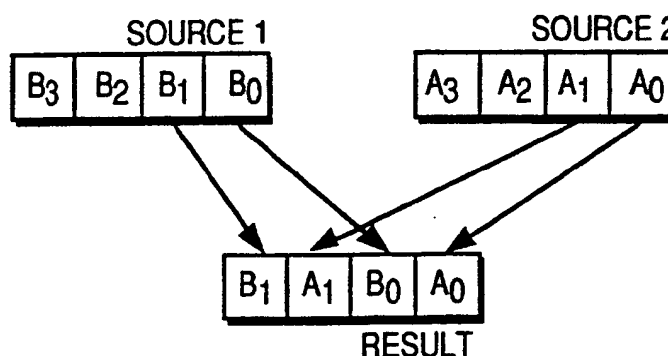 SOURCE 1
SOURCE 2
B3 B2 B1 B0
A3 A2 A1 A0
B1 A1 B0 A0
RESULT